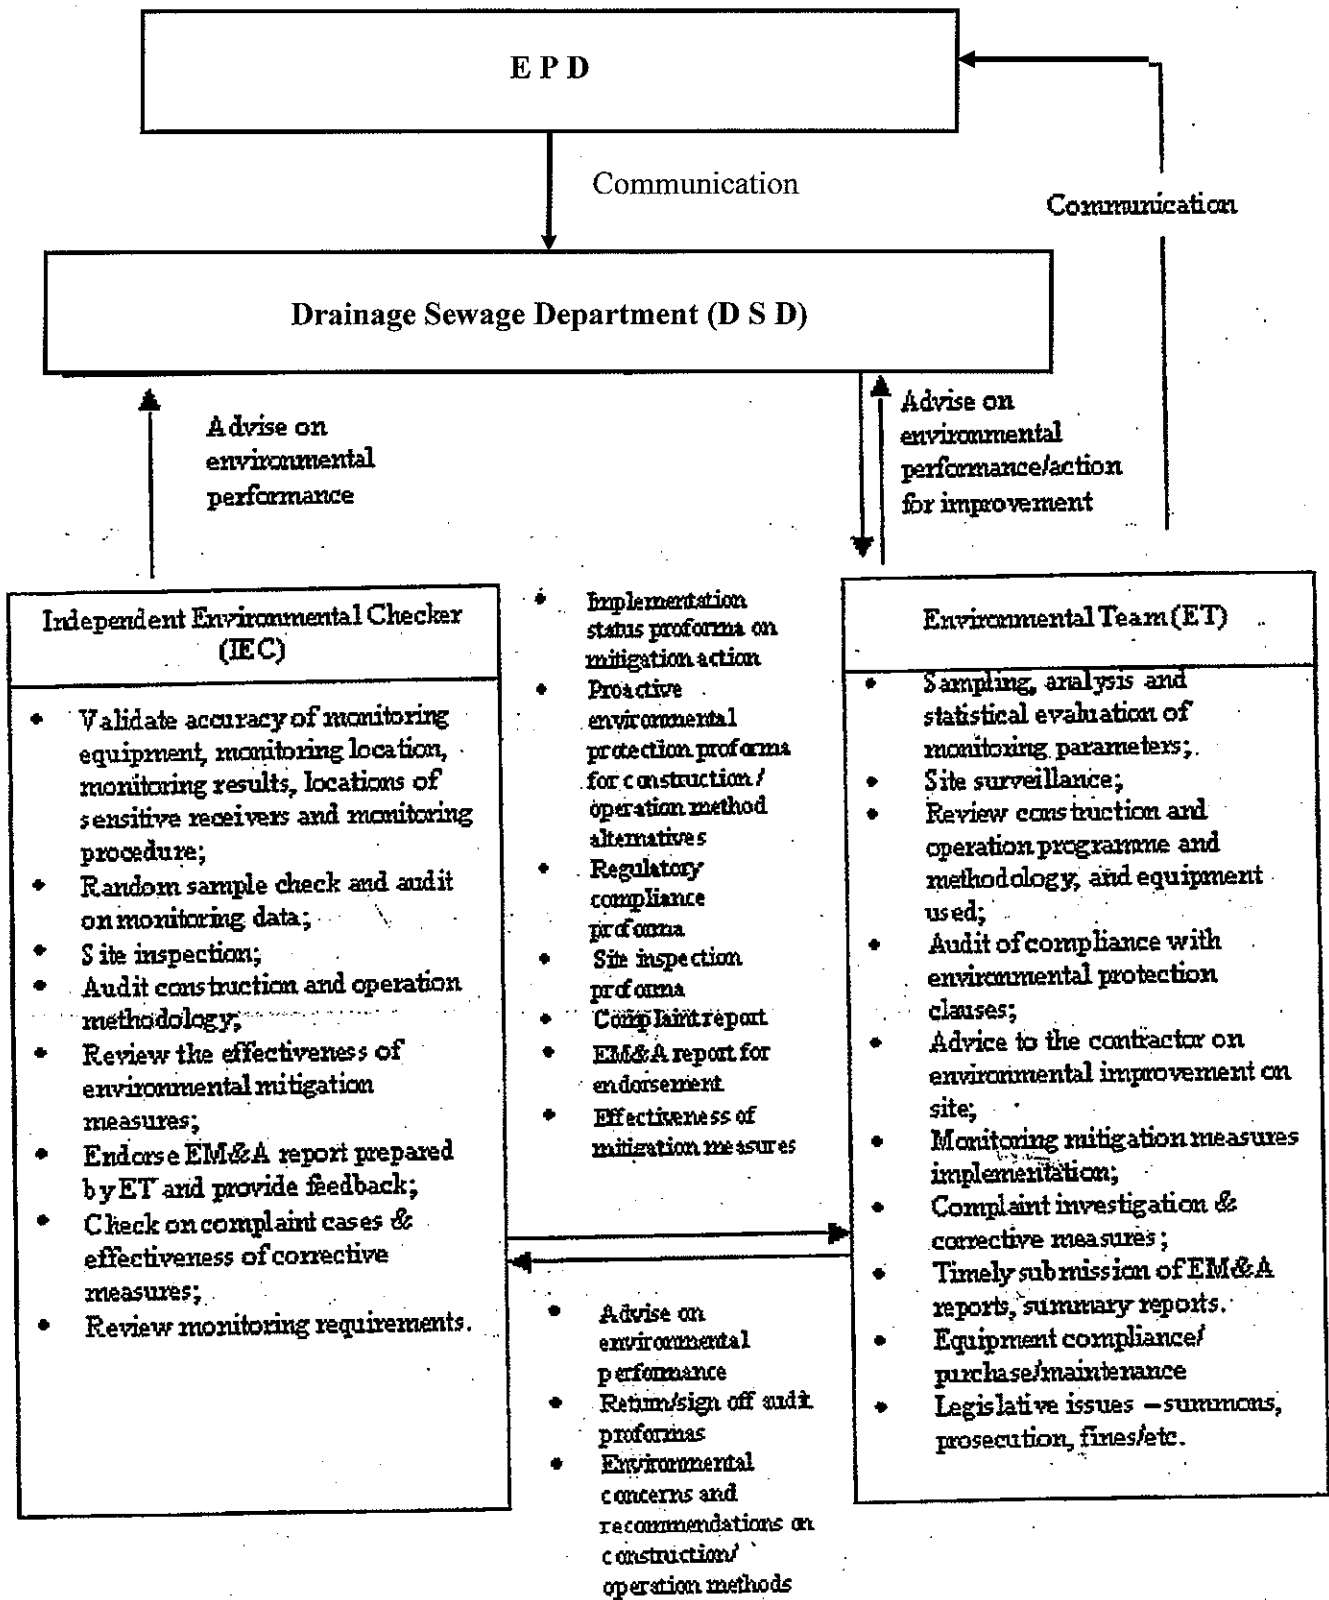 E P D
Communication
Communication
Drainage Sewage Department (D S D)
Advise on
environmental
performance
Advise on
environmental
performance/action
for improvement
Independent Environmental Checker
(IEC)
• Validate accuracy of monitoring
equipment, monitoring location,
monitoring results, locations of
sensitive receivers and monitoring
procedure;
• Random sample check and audit
on monitoring data;
• Site inspection;
• Audit construction and operation
methodology;
• Review the effectiveness of
environmental mitigation
measures;
• Endorse EM&A report prepared
by ET and provide feedback;
• Check on complaint cases &
effectiveness of corrective
measures;
• Review monitoring requirements.
• Implementation
status proforma on
mitigation action
• Proactive
environmental
protection proforma
for construction/
operation method
alternatives
• Regulatory
compliance
proforma
• Site inspection
proforma
• Complaint report
• EM&A report for
endorsement
• Effectiveness of
mitigation measures
• Advise on
environmental
performance
• Return/sign off audit
proformas
• Environmental
concerns and
recommendations on
construction/
operation methods
Environmental Team (ET)
• Sampling, analysis and
statistical evaluation of
monitoring parameters;
• Site surveillance;
• Review construction and
operation programme and
methodology, and equipment
used;
• Audit of compliance with
environmental protection
clauses;
• Advice to the contractor on
environmental improvement on
site;
• Monitoring mitigation measures
implementation;
• Complaint investigation &
corrective measures;
• Timely submission of EM&A
reports, summary reports.
• Equipment compliance/
purchase/maintenance
• Legislative issues – summons,
prosecution, fines/etc.